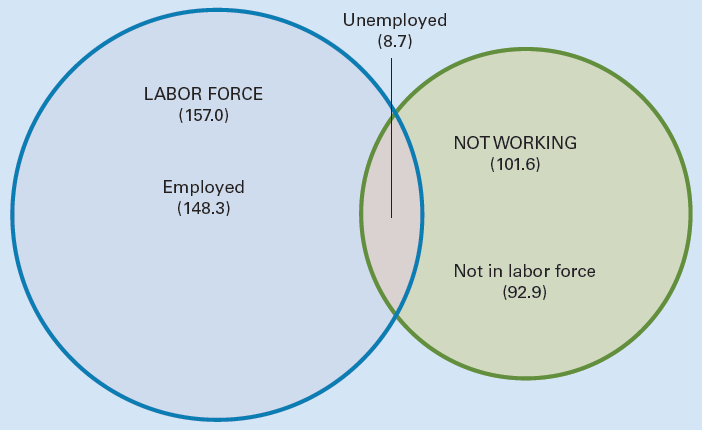 Unemployed
(8.7)
LABOR FORCE
(157.0)
NOT WORKING
(101.6)
Employed
(148.3)
Not in labor force
(92.9)